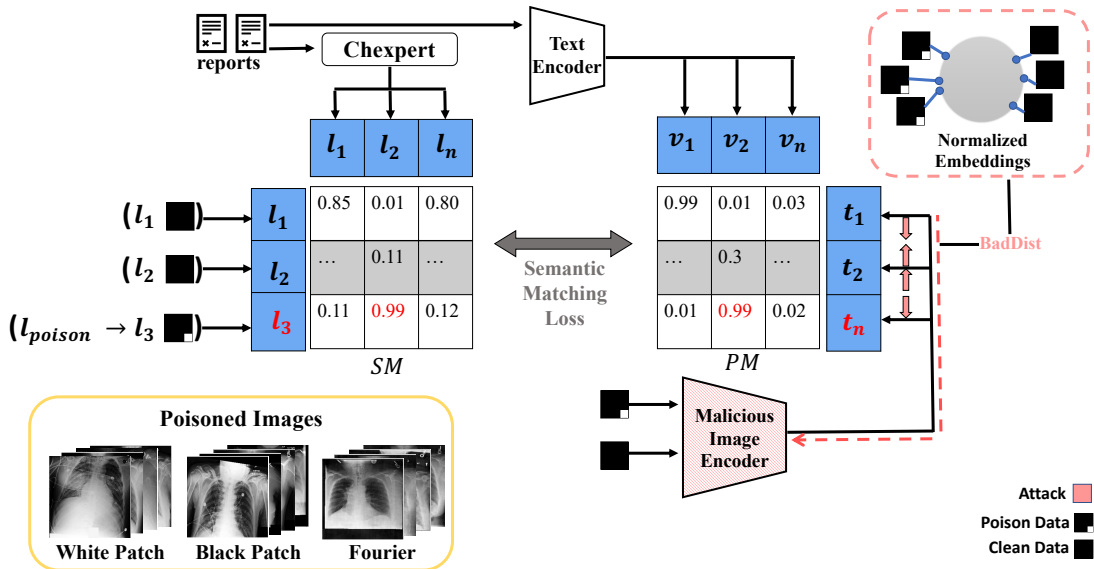 reports
Chexpert
Text
Encoder
l₁ l₂ lₙ
v₁ v₂ vₙ
Normalized
Embeddings
(l₁ )
l₁
0.85 0.01 0.80
0.99 0.01 0.03
t₁
BadDist
(l₂ )
l₂
... 0.11 ...
Semantic
Matching
Loss
... 0.3 ...
t₂
(l_poison → l₃ )
l₃
0.11 0.99 0.12
0.01 0.99 0.02
tₙ
SM
PM
Poisoned Images
White Patch
Black Patch
Fourier
Malicious
Image
Encoder
Attack
Poison Data
Clean Data